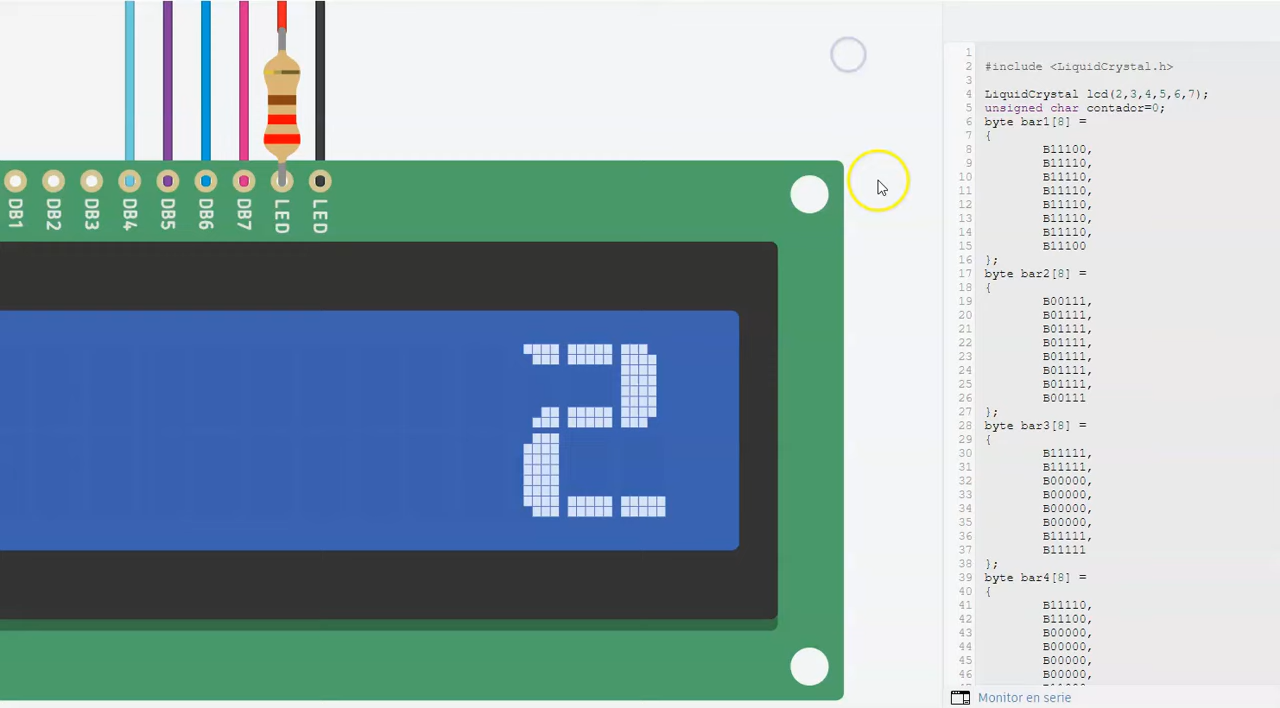 DB1
DB2
DB3
DB4
DB5
DB6
DB7
LED
LED
2
1
2 #include <LiquidCrystal.h>
3
4 LiquidCrystal lcd(2,3,4,5,6,7);
5 unsigned char contador=0;
6 byte bar1[8] =
7 {
8 B11100,
9 B11110,
10 B11110,
11 B11110,
12 B11110,
13 B11110,
14 B11110,
15 B11100
16 };
17 byte bar2[8] =
18 {
19 B00111,
20 B01111,
21 B01111,
22 B01111,
23 B01111,
24 B01111,
25 B01111,
26 B00111
27 };
28 byte bar3[8] =
29 {
30 B11111,
31 B11111,
32 B00000,
33 B00000,
34 B00000,
35 B00000,
36 B11111,
37 B11111
38 };
39 byte bar4[8] =
40 {
41 B11110,
42 B11100,
43 B00000,
44 B00000,
45 B00000,
46 B00000,
Monitor en serie